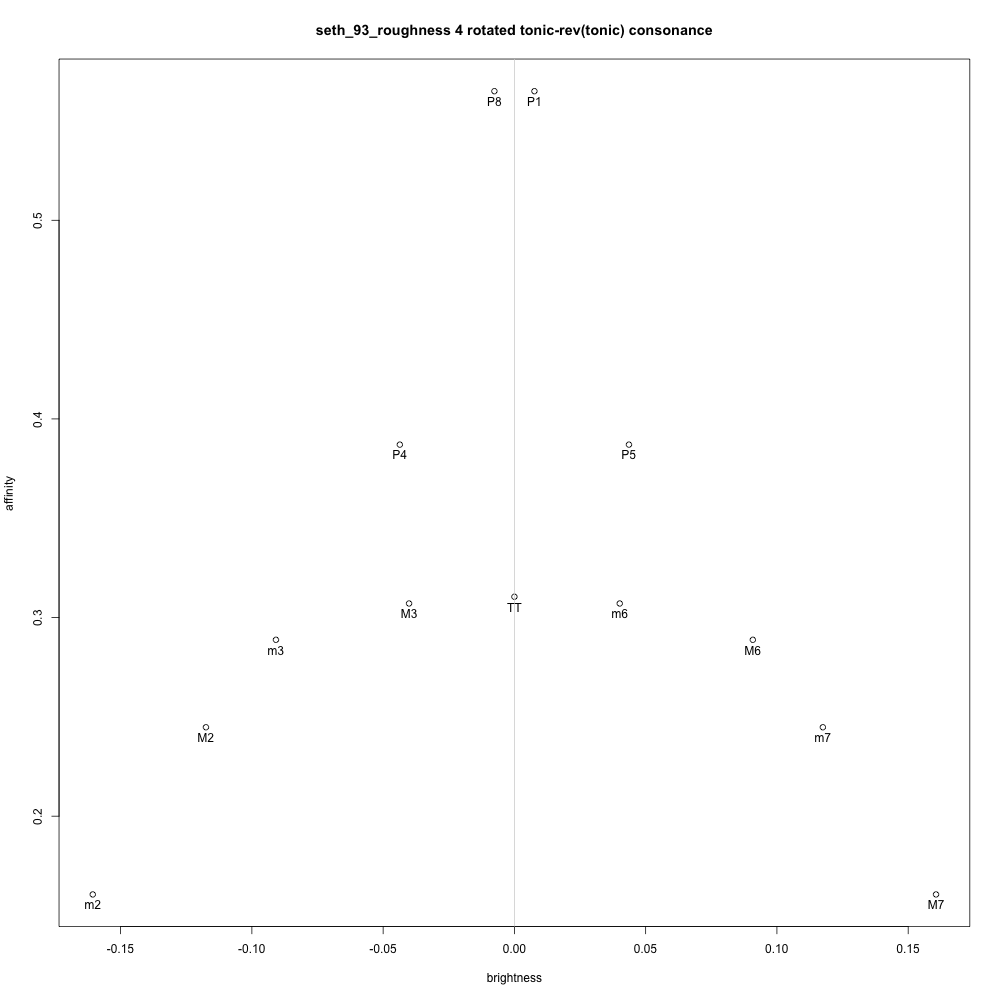 seth_93_roughness 4 rotated tonic-rev(tonic) consonance
P8 P1
0.5
0.4
P4 P5
affinity
0.3
M3 TT m6
m3 M6
M2 m7
0.2
m2 M7
-0.15 -0.10 -0.05 0.00 0.05 0.10 0.15
brightness